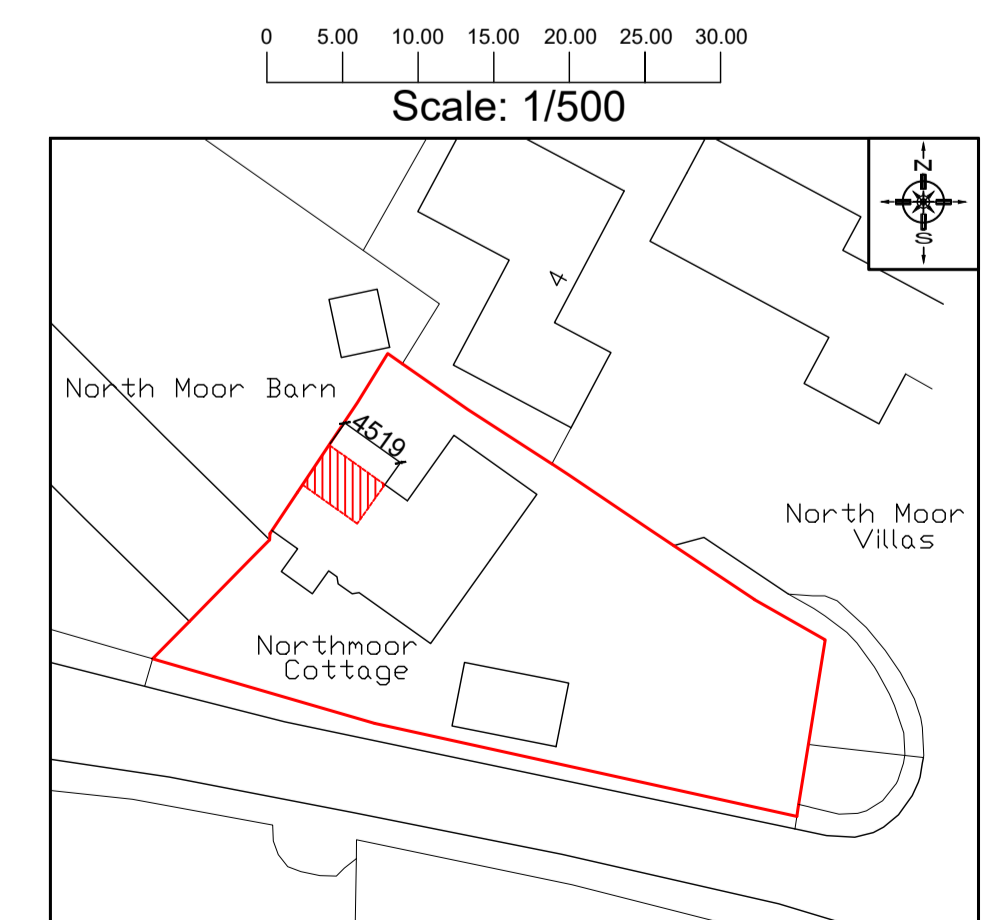 0 5.00 10.00 15.00 20.00 25.00 30.00
Scale: 1/500
N
S
4
North Moor Barn
4519
North Moor
Villas
Northmoor
Cottage